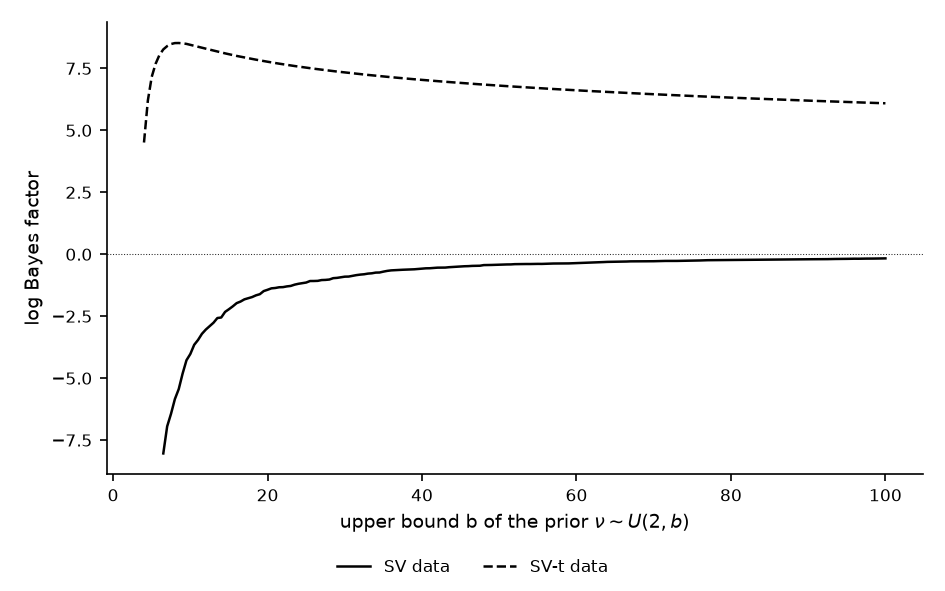 log Bayes factor
7.5
5.0
2.5
0.0
−2.5
−5.0
−7.5
0 20 40 60 80 100
upper bound b of the prior ν ~ U(2, b)
SV data SV-t data